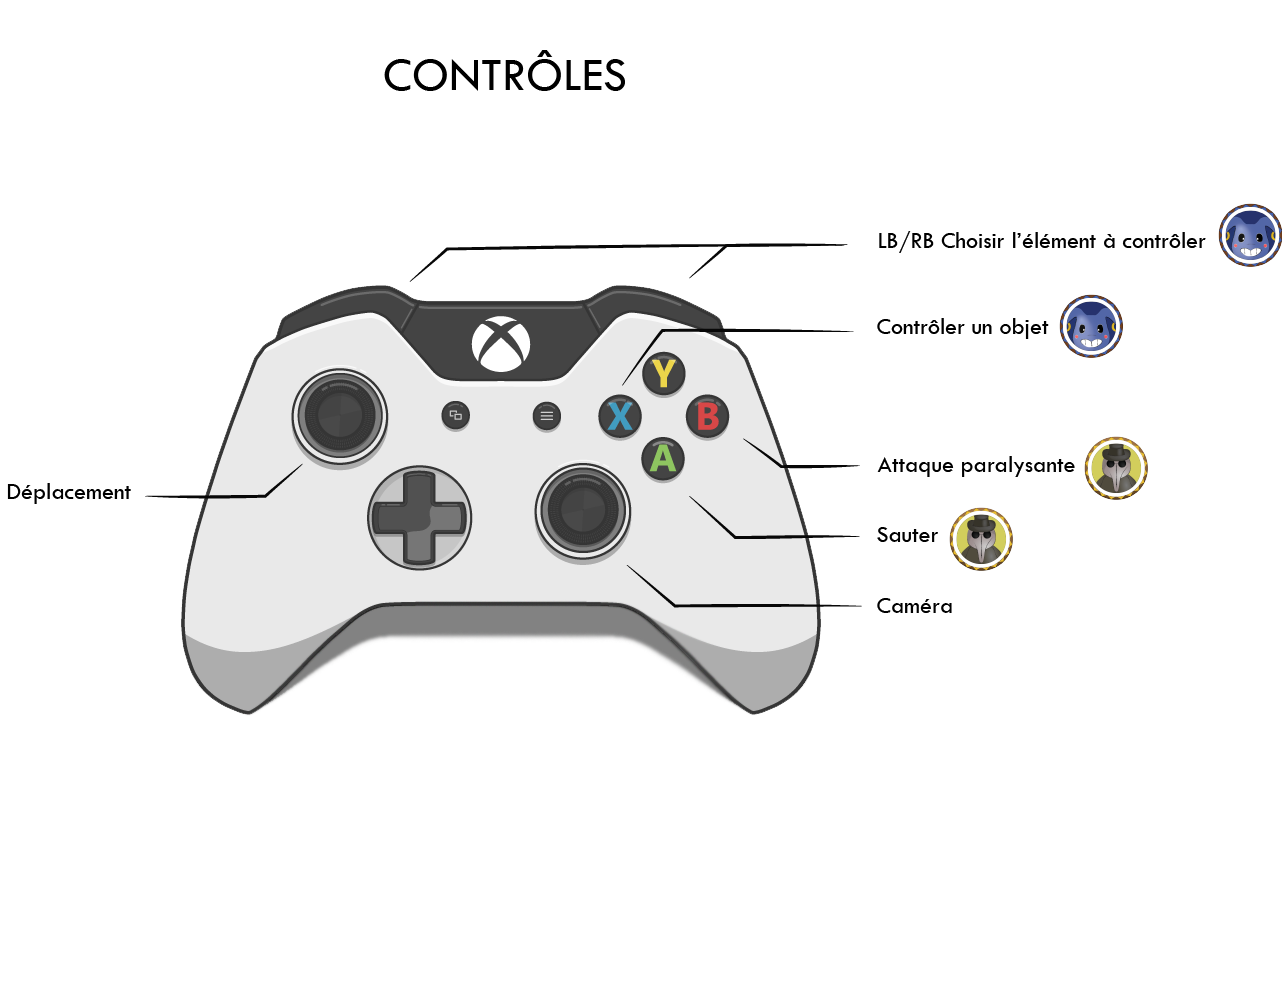 CONTRÔLES
LB/RB Choisir l’élément à contrôler
Contrôler un objet
Y
X
B
A
Attaque paralysante
Déplacement
Sauter
Caméra